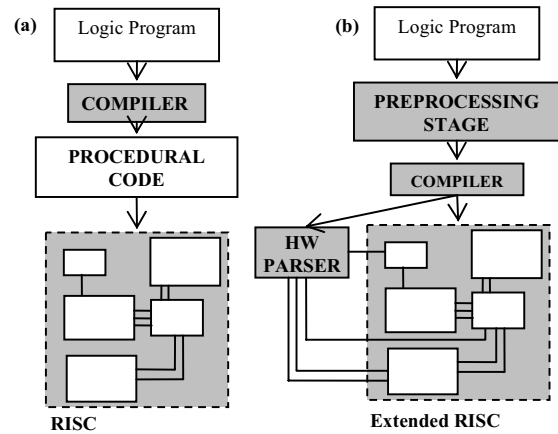 (a)
Logic Program
COMPILER
PROCEDURAL
CODE
RISC
(b)
Logic Program
PREPROCESSING
STAGE
COMPILER
HW
PARSER
Extended RISC